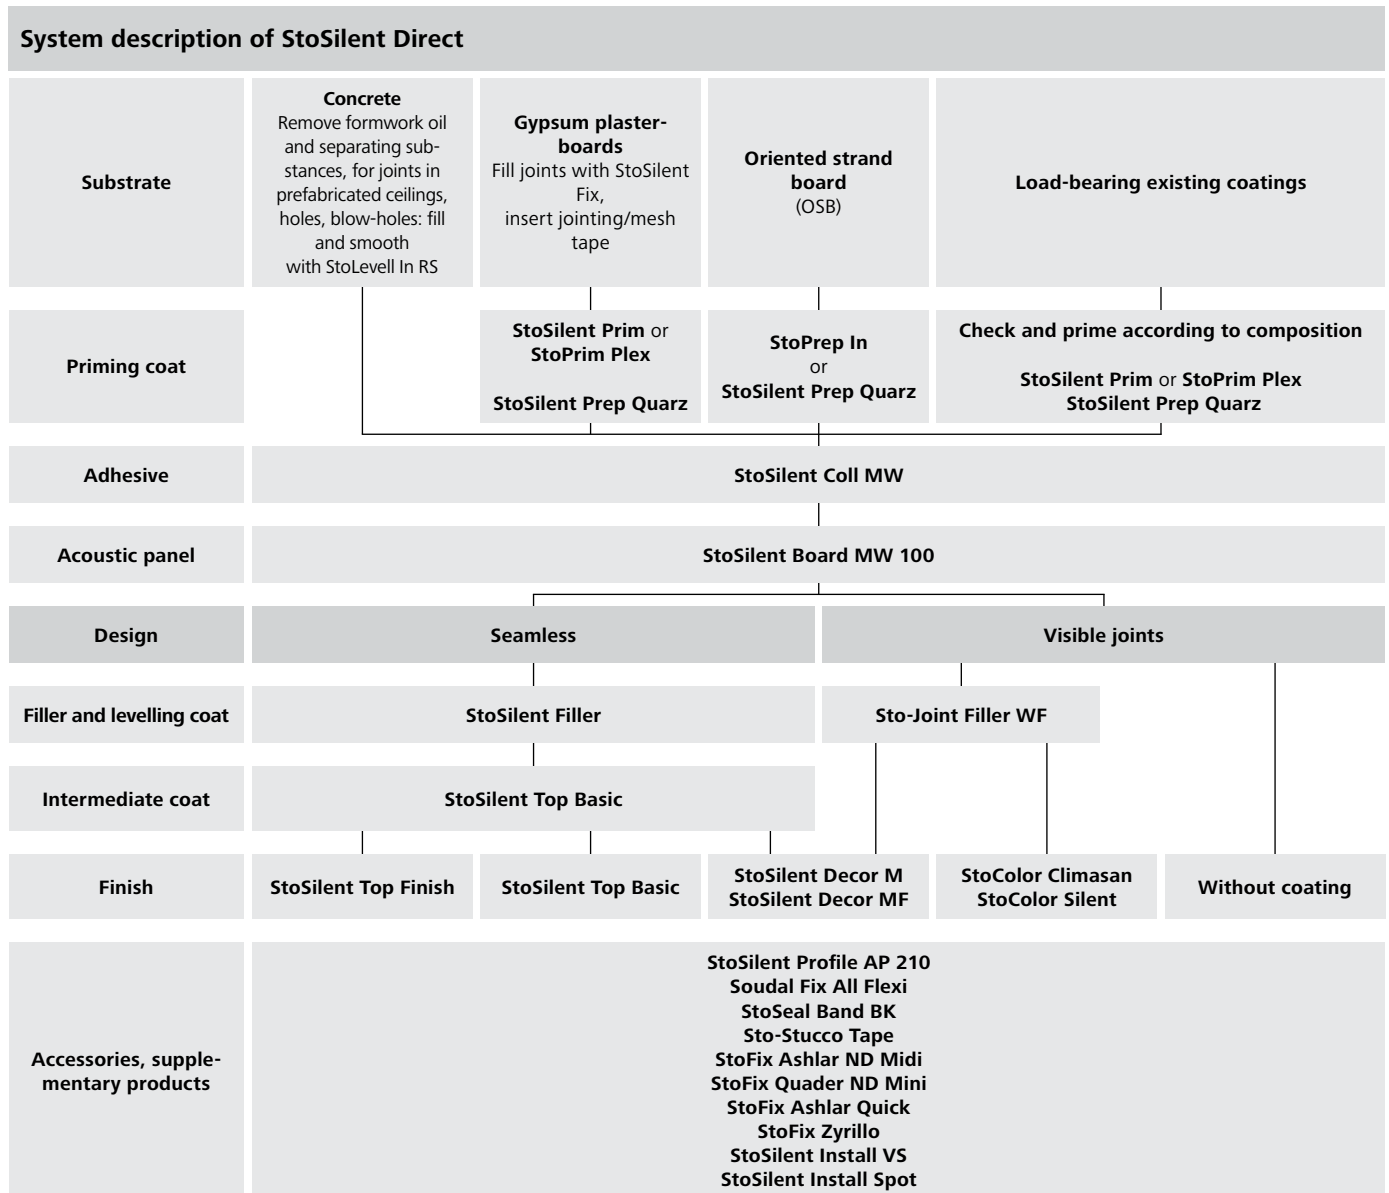 System description of StoSilent Direct
Substrate
Concrete
Remove formwork oil
and separating sub-
stances, for joints in
prefabricated ceilings,
holes, blow-holes: fill
and smooth
with StoLevell In RS
Gypsum plaster-
boards
Fill joints with StoSilent
Fix,
insert jointing/mesh
tape
Oriented strand
board
(OSB)
Load-bearing existing coatings
Priming coat
StoSilent Prim or
StoPrim Plex
StoSilent Prep Quarz
StoPrep In
or
StoSilent Prep Quarz
Check and prime according to composition
StoSilent Prim or StoPrim Plex
StoSilent Prep Quarz
Adhesive
StoSilent Coll MW
Acoustic panel
StoSilent Board MW 100
Design
Seamless
Visible joints
Filler and levelling coat
StoSilent Filler
Sto-Joint Filler WF
Intermediate coat
StoSilent Top Basic
Finish
StoSilent Top Finish
StoSilent Top Basic
StoSilent Decor M
StoSilent Decor MF
StoColor Climasan
StoColor Silent
Without coating
Accessories, supple-
mentary products
StoSilent Profile AP 210
Soudal Fix All Flexi
StoSeal Band BK
Sto-Stucco Tape
StoFix Ashlar ND Midi
StoFix Quader ND Mini
StoFix Ashlar Quick
StoFix Zyrillo
StoSilent Install VS
StoSilent Install Spot